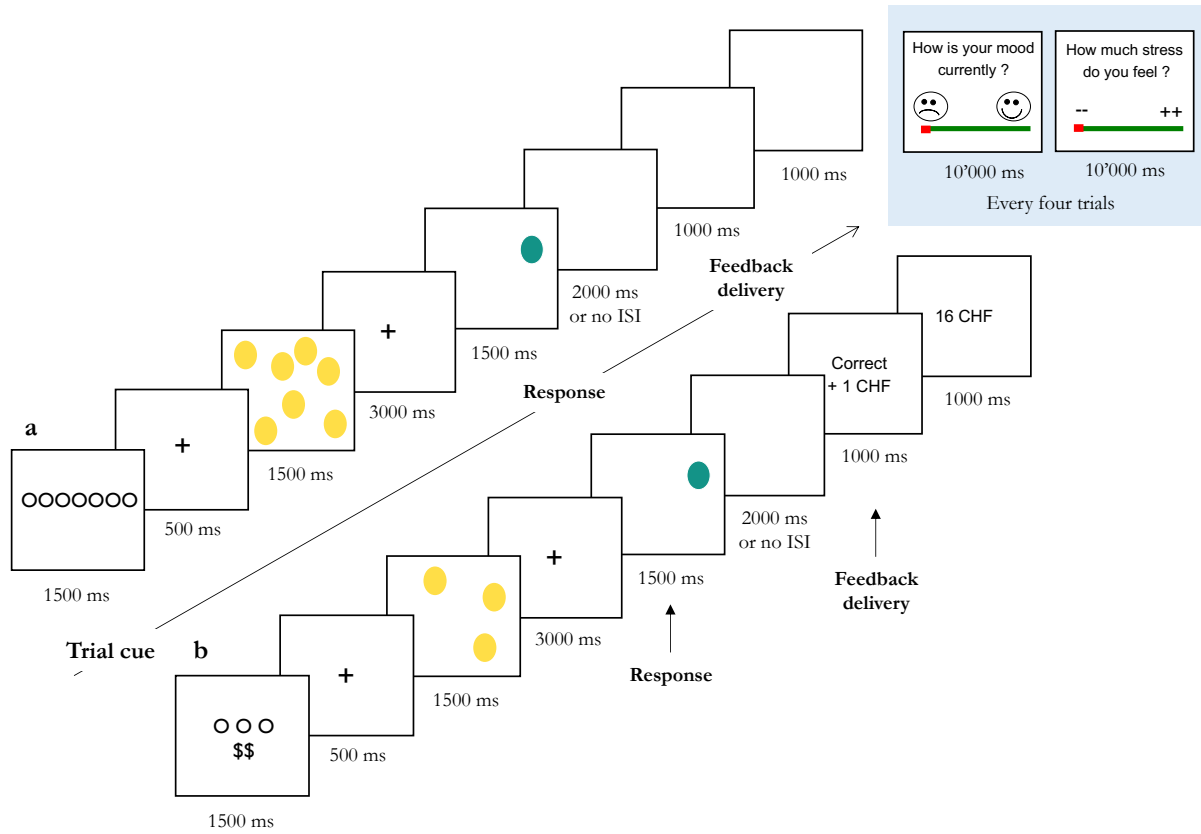 How is your mood
currently ?
10’000 ms
How much stress
do you feel ?
-- ++
10’000 ms
Every four trials
a
OOOOOOO
1500 ms
+
500 ms
1500 ms
+
3000 ms
1500 ms
2000 ms
or no ISI
1000 ms
1000 ms
Trial cue
Response
Feedback
delivery
b
O O O
$$
1500 ms
+
500 ms
1500 ms
+
3000 ms
1500 ms
Response
2000 ms
or no ISI
Correct
+ 1 CHF
1000 ms
Feedback
delivery
16 CHF
1000 ms